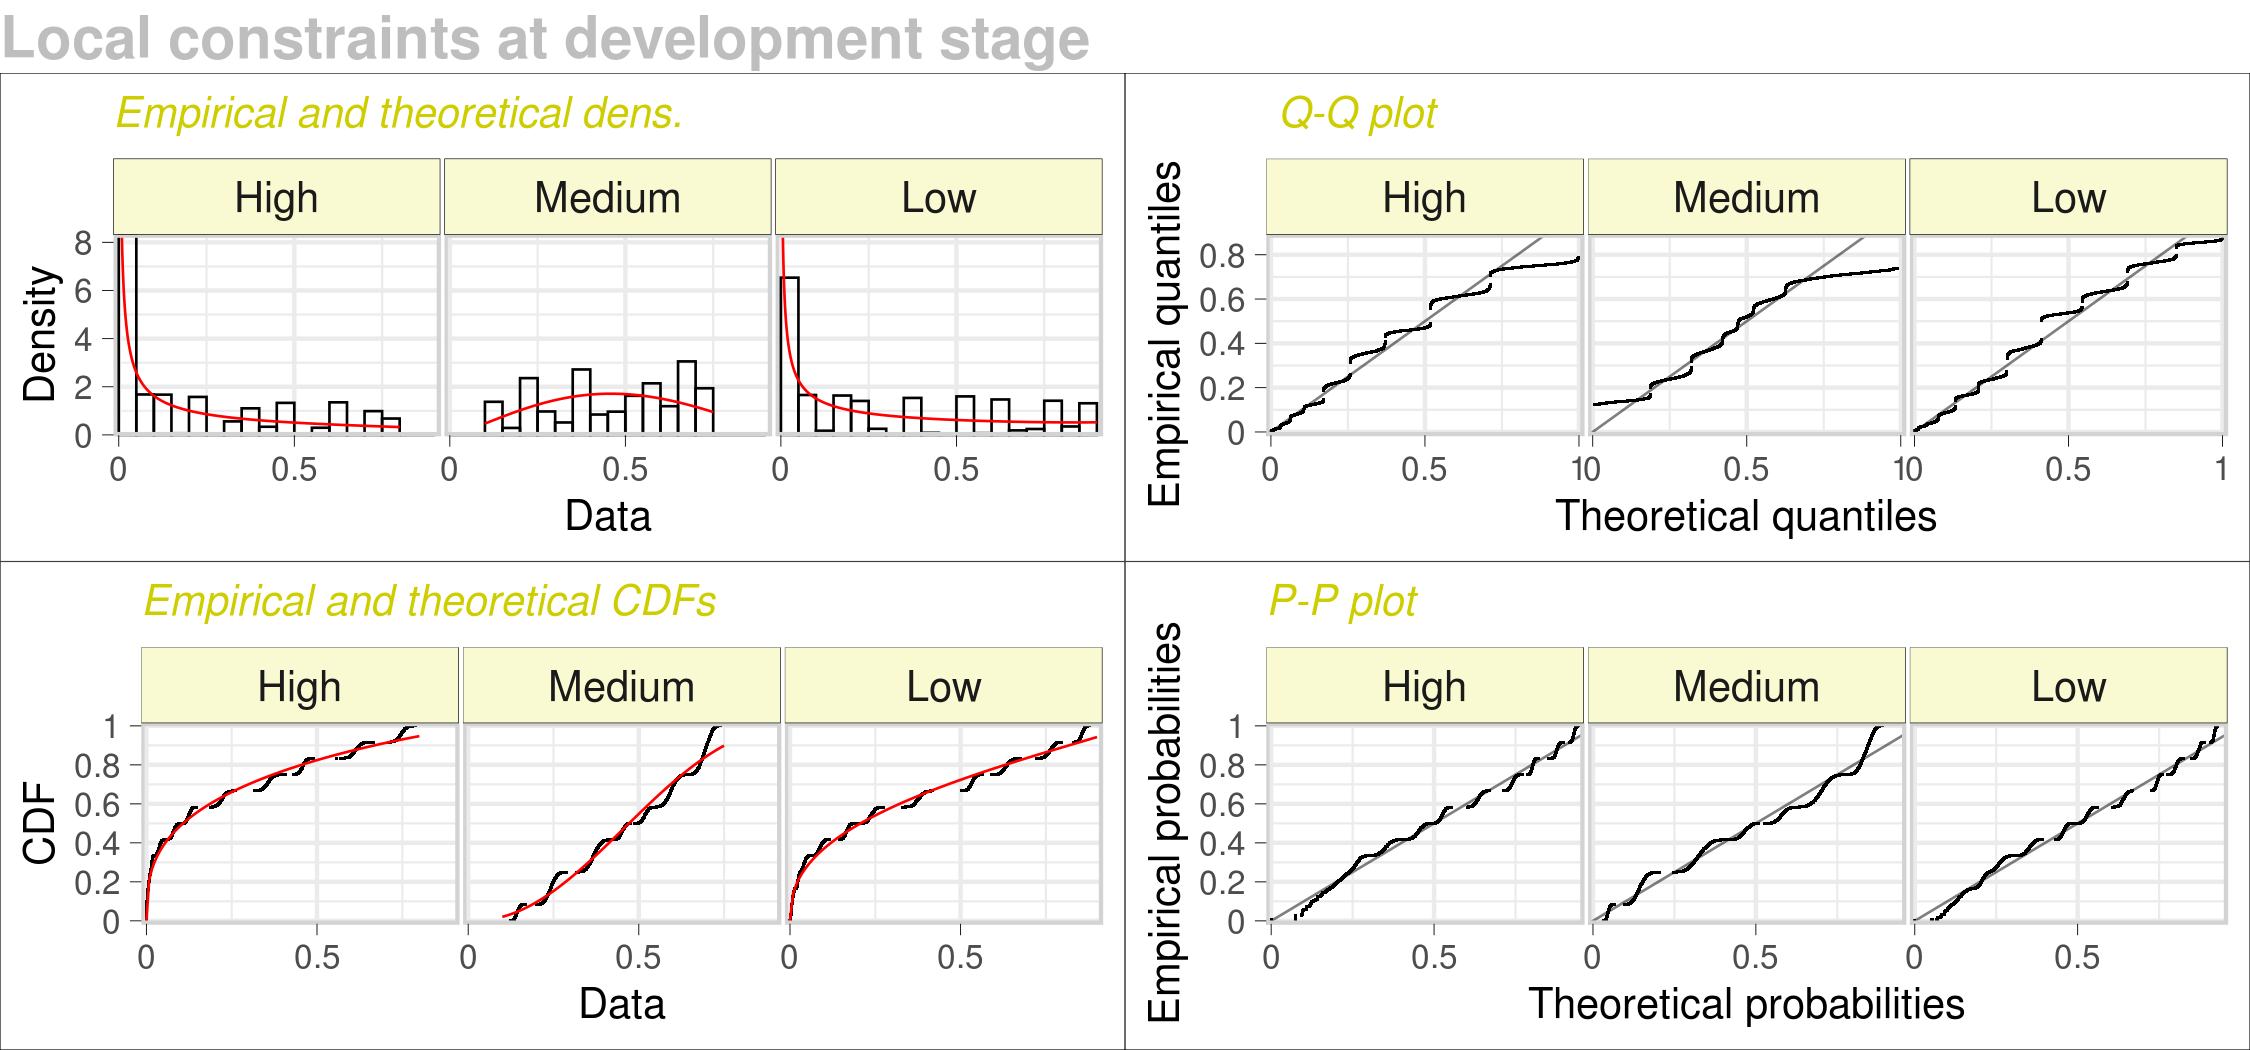 Local constraints at development stage
Empirical and theoretical dens.
High Medium Low
Density
8
6
4
2
0
0 0.5 0 0.5 0 0.5
Data
Q-Q plot
High Medium Low
Empirical quantiles
0.8
0.6
0.4
0.2
0
0 0.5 1 0 0.5 1 0 0.5 1
Theoretical quantiles
Empirical and theoretical CDFs
High Medium Low
CDF
1
0.8
0.6
0.4
0.2
0
0 0.5 0 0.5 0 0.5
Data
P-P plot
High Medium Low
Empirical probabilities
1
0.8
0.6
0.4
0.2
0
0 0.5 0 0.5 0 0.5
Theoretical probabilities